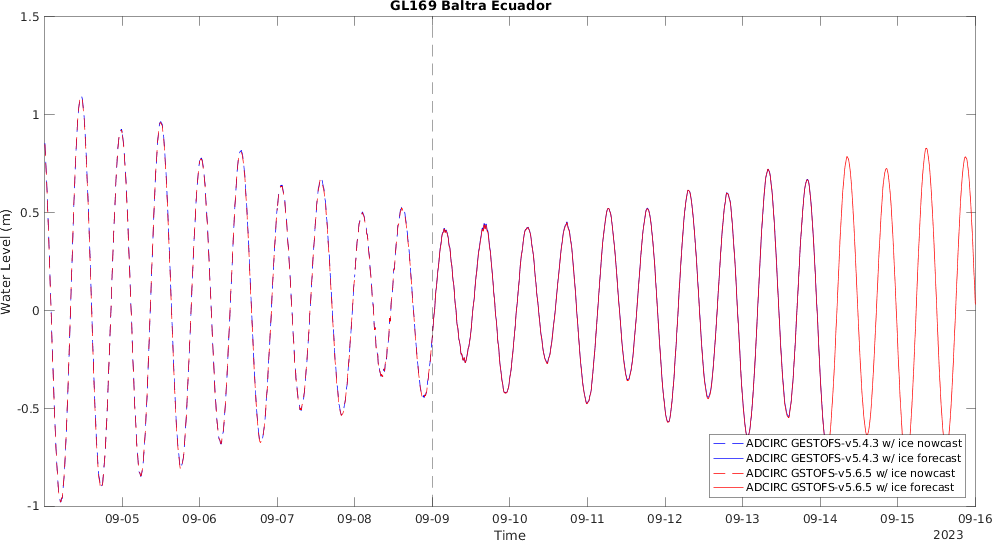 GL169 Baltra Ecuador
1.5
1
0.5
0
-0.5
-1
Water Level (m)
09-05 09-06 09-07 09-08 09-09 09-10 09-11 09-12 09-13 09-14 09-15 09-16
Time
2023
ADCIRC GESTOFS-v5.4.3 w/ ice nowcast
ADCIRC GESTOFS-v5.4.3 w/ ice forecast
ADCIRC GSTOFS-v5.6.5 w/ ice nowcast
ADCIRC GSTOFS-v5.6.5 w/ ice forecast